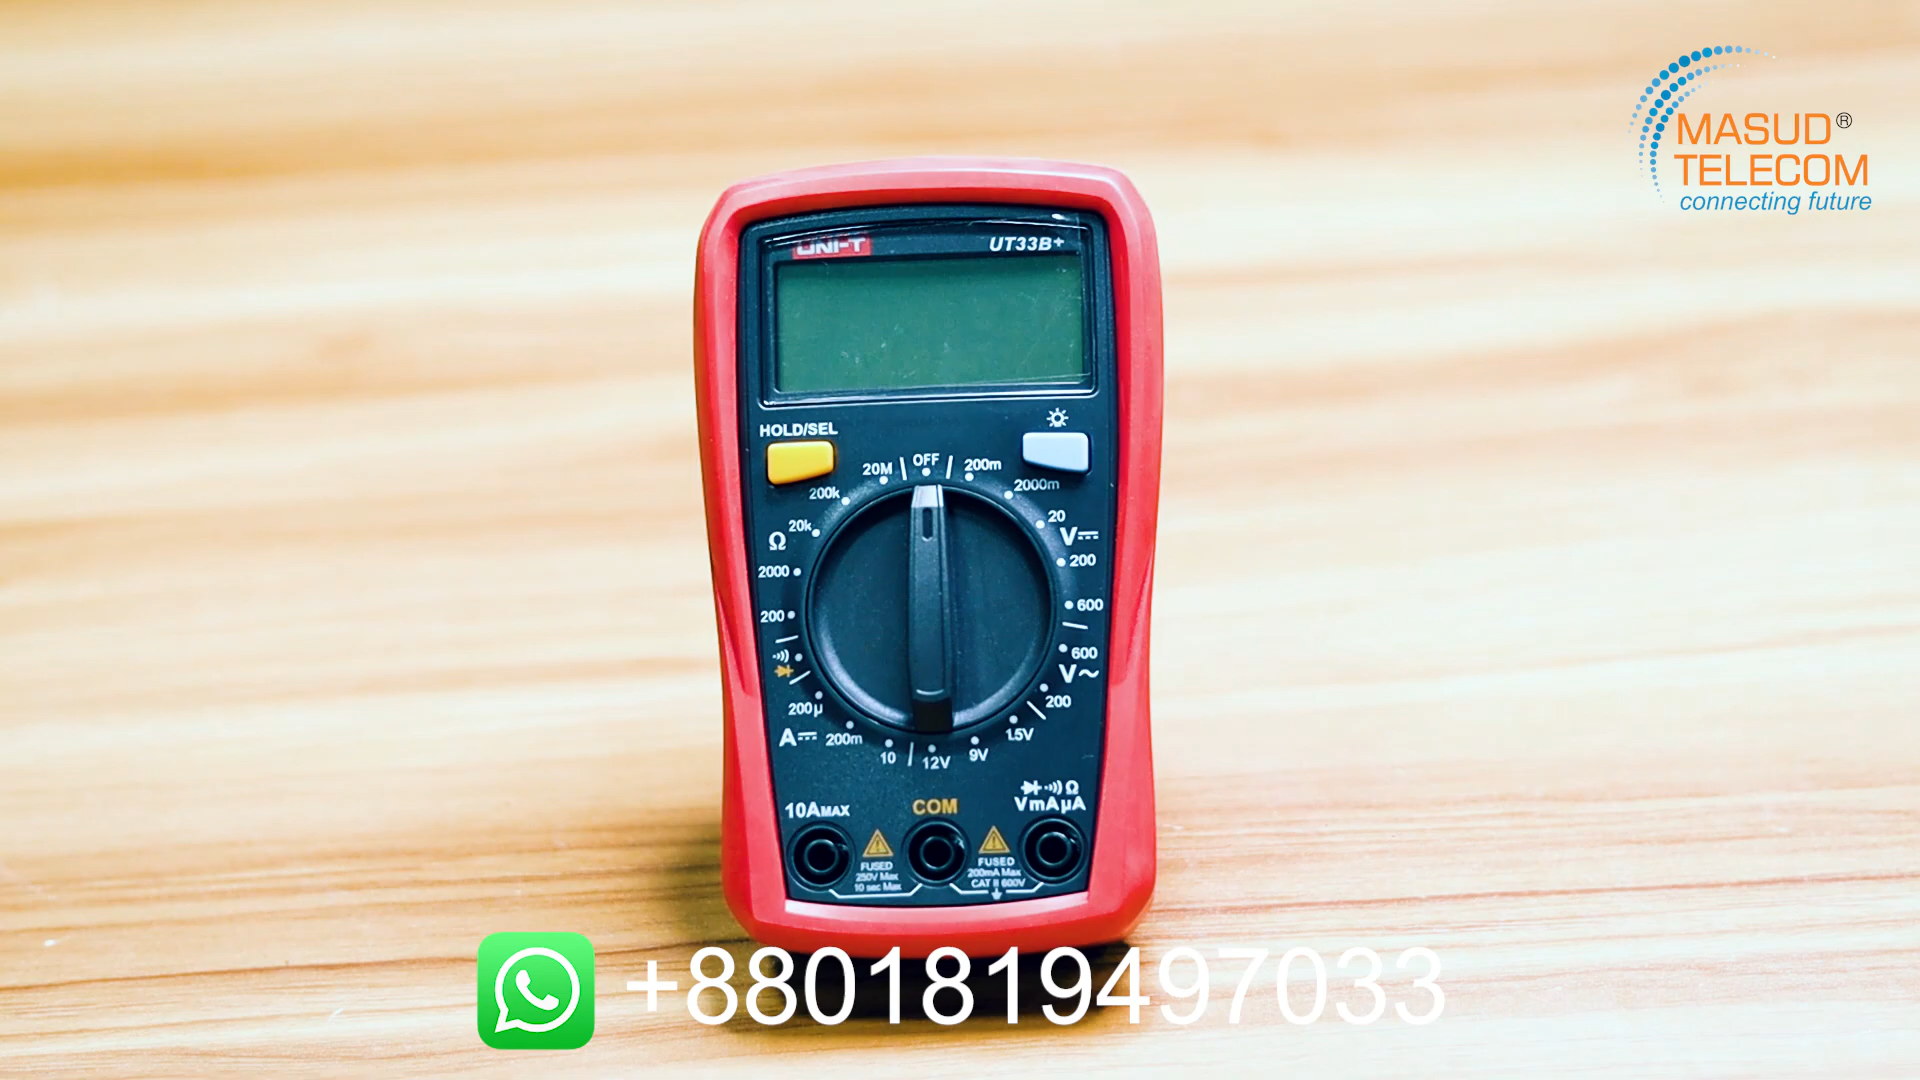 MASUD®
TELECOM
connecting future
UNI-T
UT33B+
HOLD/SEL
OFF
20M
200m
200k
2000m
20k
20
Ω
V
2000
200
200
600
600
V~
200µ
200
A
200m
1.5V
10
12V
9V
10AMAX
COM
Ω
VmAµA
FUSED
250V Max
10 sec Max
FUSED
200mA Max
CAT II 600V
+8801819497033